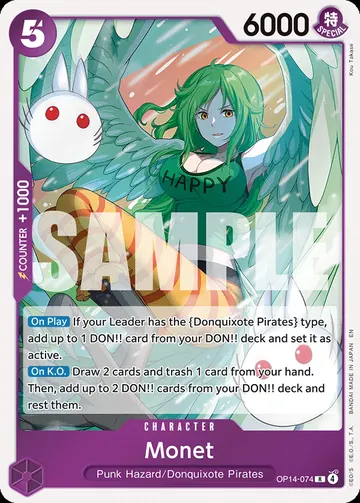 5
6000
特
SPECIAL
Kou Takase
COUNTER +1000
HAPPY
SAMPLE
On Play If your Leader has the {Donquixote Pirates} type,
add up to 1 DON!! card from your DON!! deck and set it as
active.
On K.O. Draw 2 cards and trash 1 card from your hand.
Then, add up to 2 DON!! cards from your DON!! deck and
rest them.
CHARACTER
Monet
Punk Hazard/Donquixote Pirates
OP14-074 R 4
©E.O./S., T.A. BANDAI MADE IN JAPAN EN